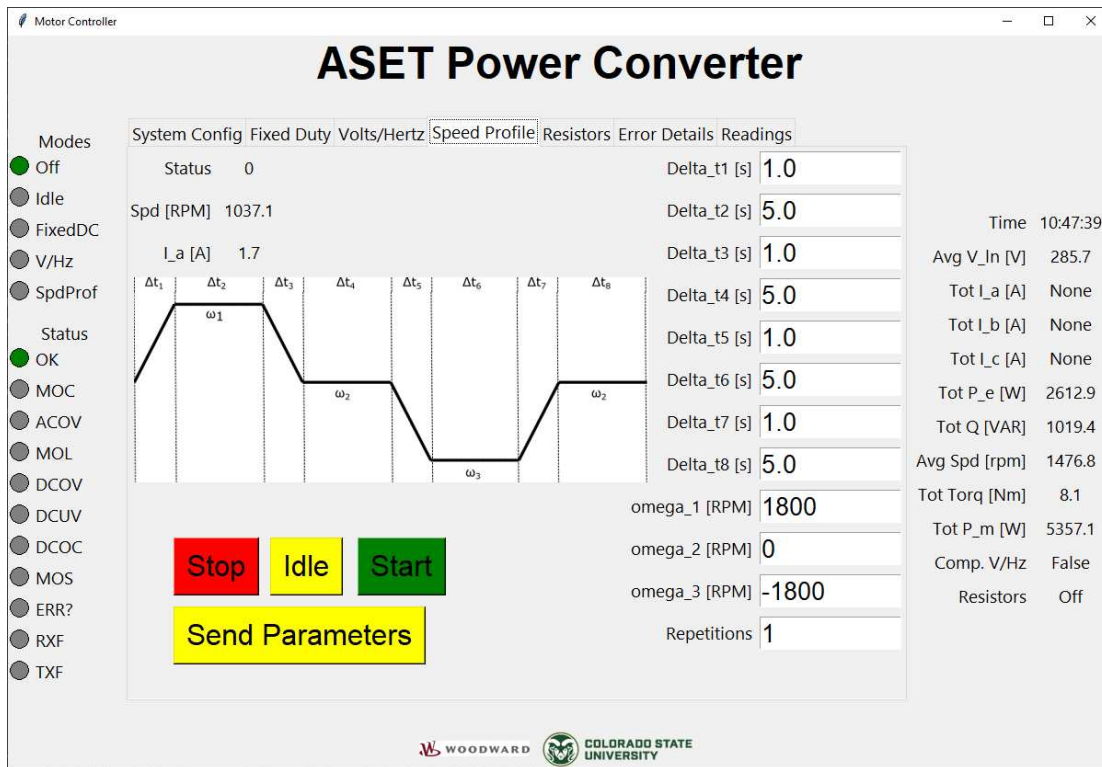 Motor Controller
ASET Power Converter
System Config Fixed Duty Volts/Hertz Speed Profile Resistors Error Details Readings
Modes
Off
Idle
FixedDC
V/Hz
SpdProf
Status
OK
MOC
ACOV
MOL
DCOV
DCUV
DCOC
MOS
ERR?
RXF
TXF
Status 0
Spd [RPM] 1037.1
I_a [A] 1.7
Δt₁ Δt₂ Δt₃ Δt₄ Δt₅ Δt₆ Δt₇ Δt₈
ω₁
ω₂ ω₂
ω₃
Stop Idle Start
Send Parameters
Delta_t1 [s] 1.0
Delta_t2 [s] 5.0
Delta_t3 [s] 1.0
Delta_t4 [s] 5.0
Delta_t5 [s] 1.0
Delta_t6 [s] 5.0
Delta_t7 [s] 1.0
Delta_t8 [s] 5.0
omega_1 [RPM] 1800
omega_2 [RPM] 0
omega_3 [RPM] -1800
Repetitions 1
Time 10:47:39
Avg V_ln [V] 285.7
Tot I_a [A] None
Tot I_b [A] None
Tot I_c [A] None
Tot P_e [W] 2612.9
Tot Q [VAR] 1019.4
Avg Spd [rpm] 1476.8
Tot Torq [Nm] 8.1
Tot P_m [W] 5357.1
Comp. V/Hz False
Resistors Off
WOODWARD
COLORADO STATE
UNIVERSITY